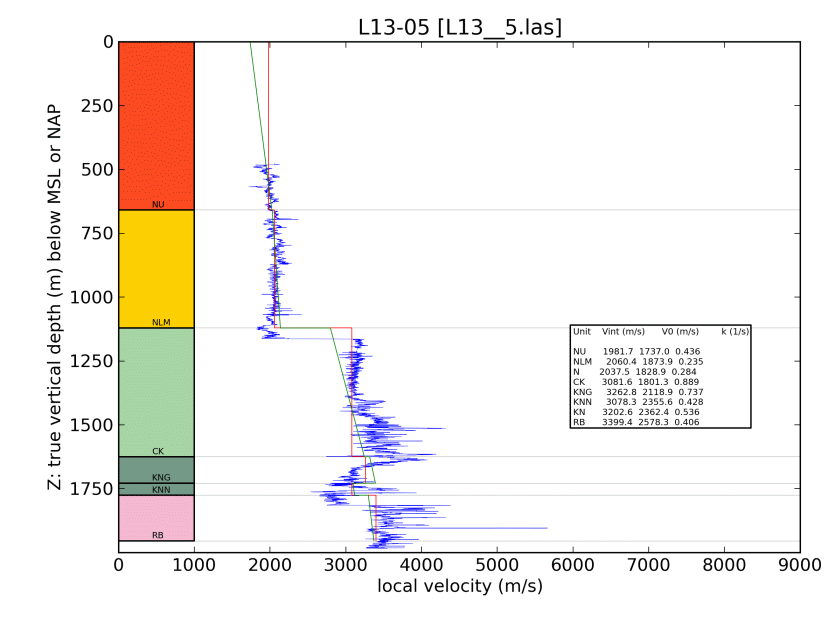 L13-05 [L13__5.las]
0
250
500
750
1000
1250
1500
1750
Z: true vertical depth (m) below MSL or NAP
NU
NLM
CK
KNG
KNN
RB
Unit Vint (m/s) V0 (m/s) k (1/s)
NU 1981.7 1737.0 0.436
NLM 2060.4 1873.9 0.235
N 2037.5 1828.9 0.284
CK 3081.6 1801.3 0.889
KNG 3262.8 2118.9 0.737
KNN 3078.3 2355.6 0.428
KN 3202.6 2362.4 0.536
RB 3399.4 2578.3 0.406
0 1000 2000 3000 4000 5000 6000 7000 8000 9000
local velocity (m/s)